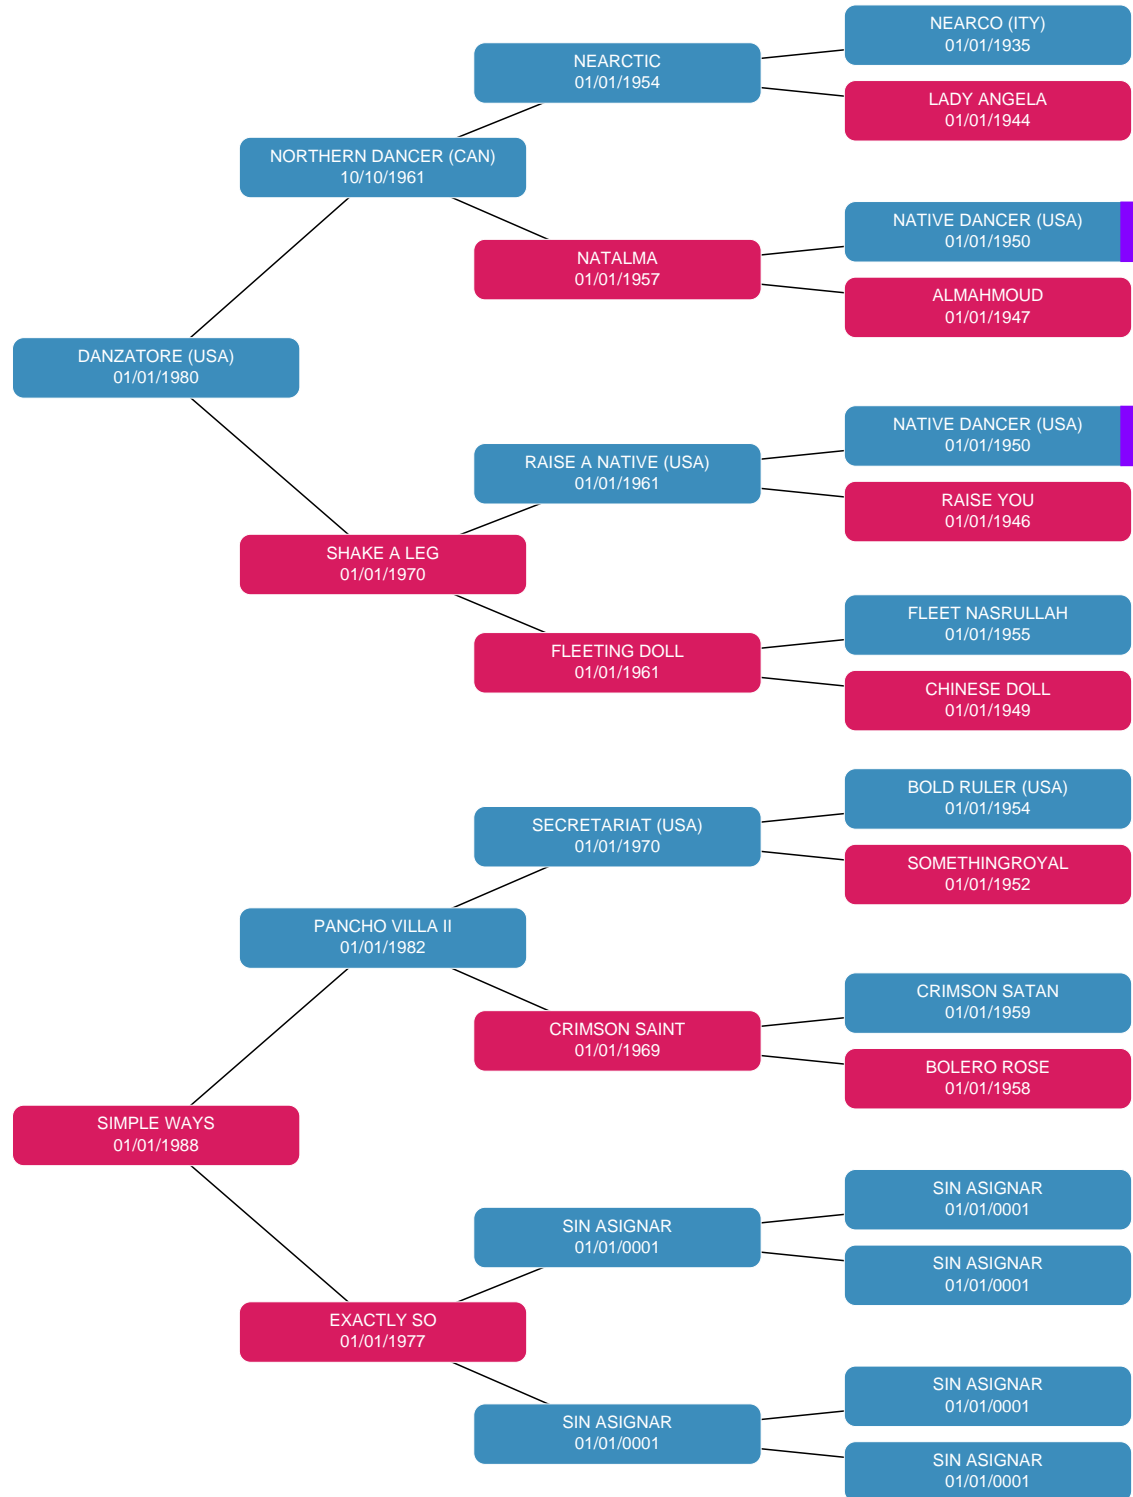 NEARCO (ITY)
01/01/1935
NEARCTIC
01/01/1954
LADY ANGELA
01/01/1944
NORTHERN DANCER (CAN)
10/10/1961
NATIVE DANCER (USA)
01/01/1950
NATALMA
01/01/1957
ALMAHMOUD
01/01/1947
DANZATORE (USA)
01/01/1980
NATIVE DANCER (USA)
01/01/1950
RAISE A NATIVE (USA)
01/01/1961
RAISE YOU
01/01/1946
SHAKE A LEG
01/01/1970
FLEET NASRULLAH
01/01/1955
FLEETING DOLL
01/01/1961
CHINESE DOLL
01/01/1949
BOLD RULER (USA)
01/01/1954
SECRETARIAT (USA)
01/01/1970
SOMETHINGROYAL
01/01/1952
PANCHO VILLA II
01/01/1982
CRIMSON SATAN
01/01/1959
CRIMSON SAINT
01/01/1969
BOLERO ROSE
01/01/1958
SIMPLE WAYS
01/01/1988
SIN ASIGNAR
01/01/0001
SIN ASIGNAR
01/01/0001
SIN ASIGNAR
01/01/0001
EXACTLY SO
01/01/1977
SIN ASIGNAR
01/01/0001
SIN ASIGNAR
01/01/0001
SIN ASIGNAR
01/01/0001